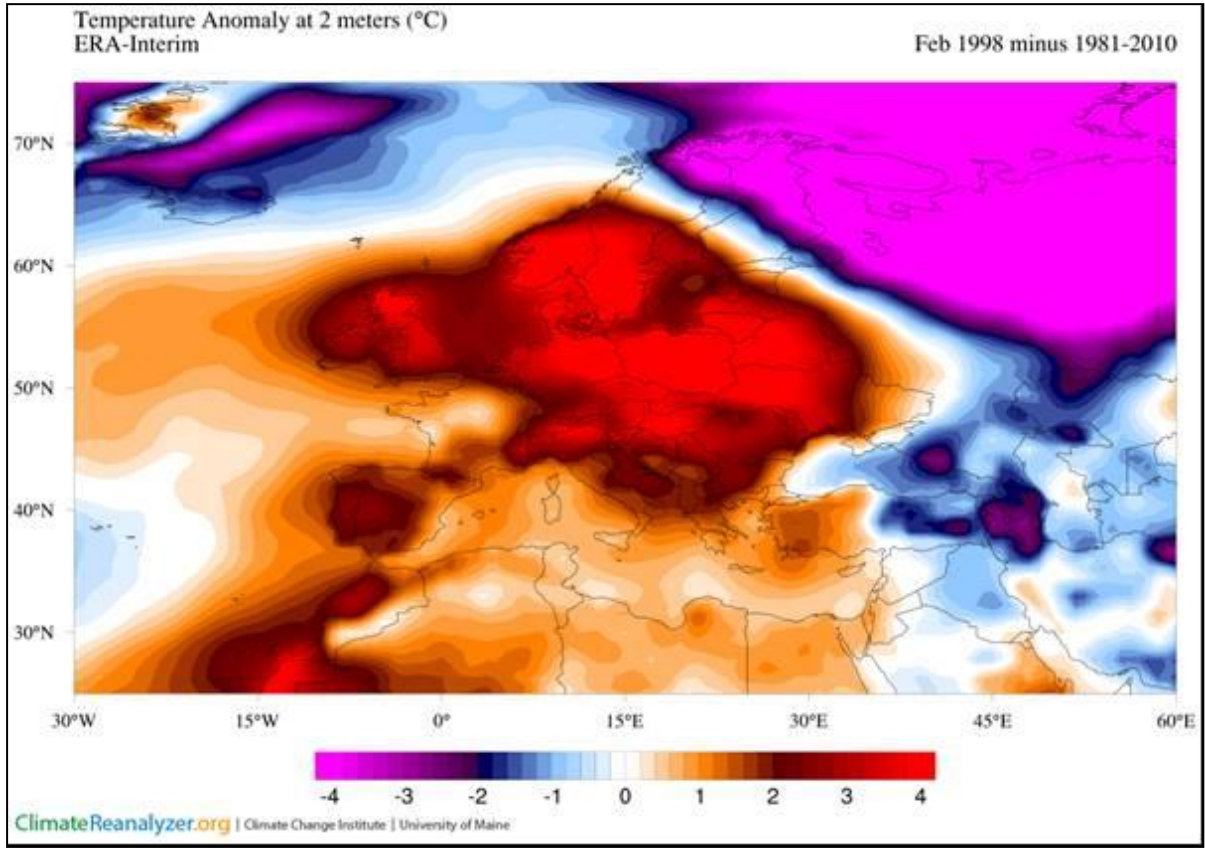 Temperature Anomaly at 2 meters (°C)
ERA-Interim
Feb 1998 minus 1981-2010
70°N
60°N
50°N
40°N
30°N
30°W 15°W 0° 15°E 30°E 45°E 60°E
-4 -3 -2 -1 0 1 2 3 4
ClimateReanalyzer.org | Climate Change Institute | University of Maine